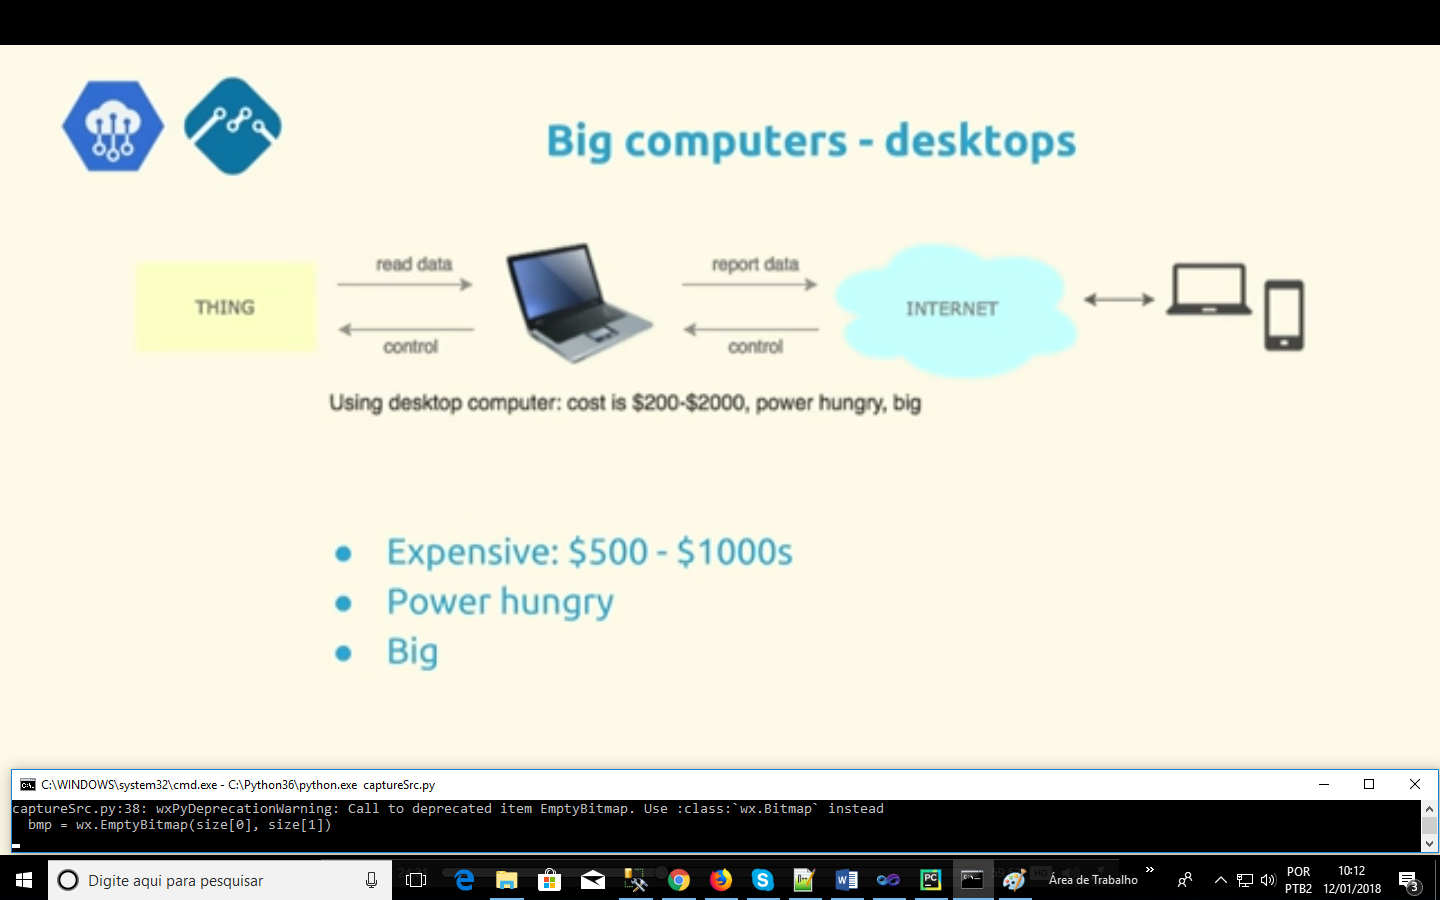 Big computers - desktops
read data
report data
THING
INTERNET
control
control
Using desktop computer: cost is $200-$2000, power hungry, big
● Expensive: $500 - $1000s
● Power hungry
● Big
C:\WINDOWS\system32\cmd.exe - C:\Python36\python.exe captureSrc.py
captureSrc.py:38: wxPyDeprecationWarning: Call to deprecated item EmptyBitmap. Use :class:`wx.Bitmap` instead
bmp = wx.EmptyBitmap(size[0], size[1])
Digite aqui para pesquisar
Área de Trabalho
POR
PTB2
10:12
12/01/2018
3